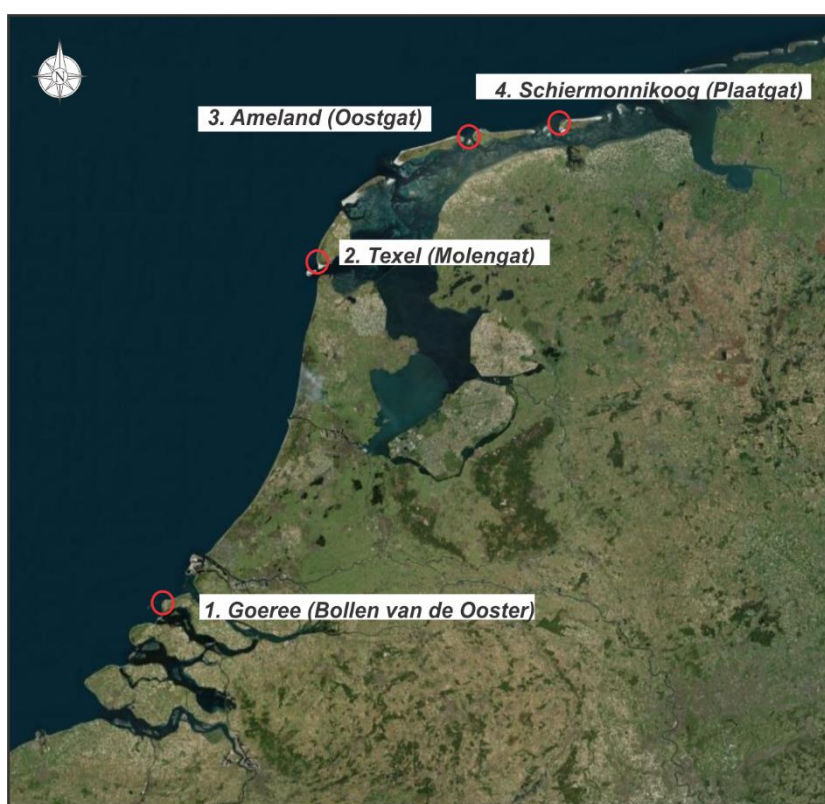 N
4. Schiermonnikoog (Plaatgat)
3. Ameland (Oostgat)
2. Texel (Molengat)
1. Goeree (Bollen van de Ooster)